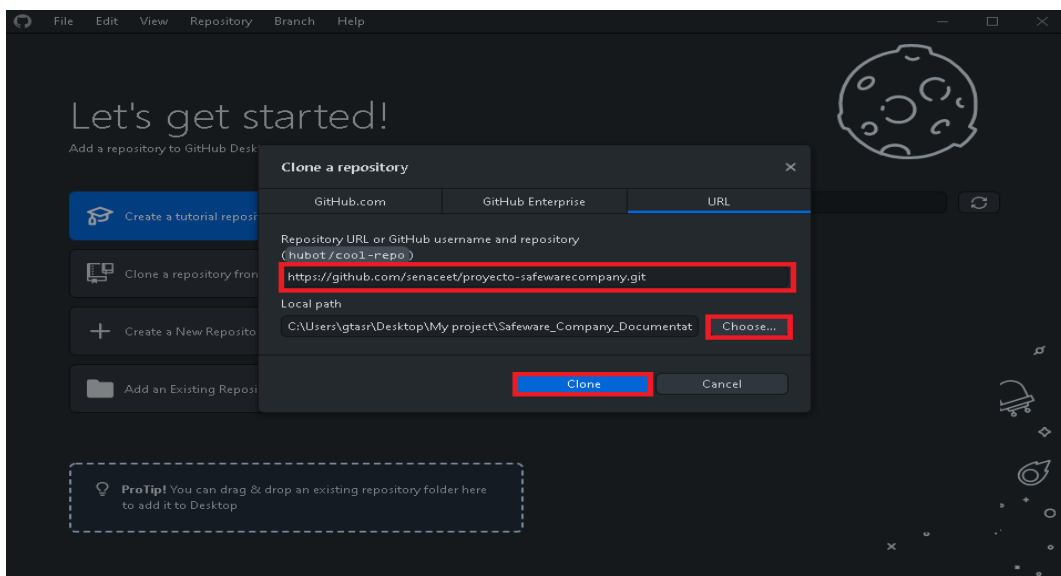 File Edit View Repository Branch Help
Let's get started!
Add a repository to GitHub Desk
Clone a repository
GitHub.com GitHub Enterprise URL
Create a tutorial reposi
Repository URL or GitHub username and repository
(hubot/cool-repo)
Clone a repository fron
https://github.com/senaceet/proyecto-safewarecompany.git
Local path
Create a New Reposito
C:\Users\gtasr\Desktop\My project\Safeware_Company_Documentat Choose...
Add an Existing Reposi
Clone Cancel
ProTip! You can drag & drop an existing repository folder here
to add it to Desktop